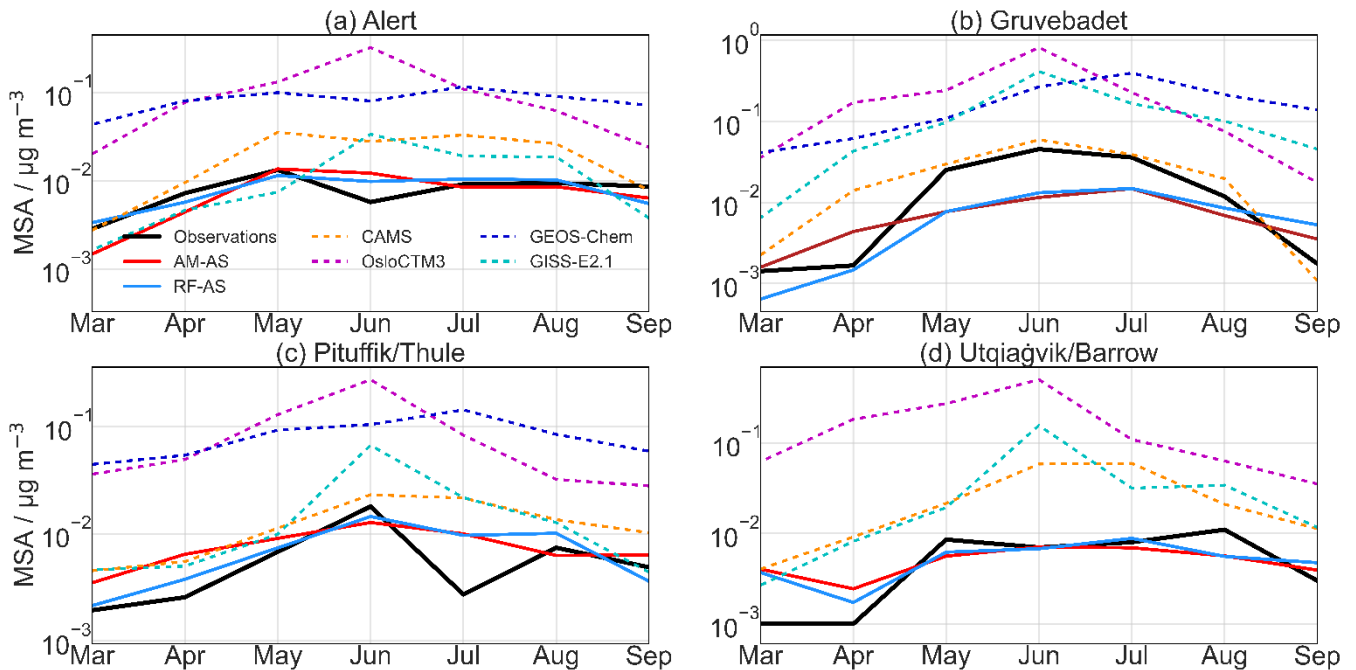 (a) Alert
(b) Gruvebadet
MSA / µg m⁻³
10⁻¹
10⁻²
10⁻³
Observations
AM-AS
RF-AS
CAMS
OsloCTM3
GEOS-Chem
GISS-E2.1
Mar Apr May Jun Jul Aug Sep
10⁰
10⁻¹
10⁻²
10⁻³
Mar Apr May Jun Jul Aug Sep
(c) Pituffik/Thule
(d) Utqiaġvik/Barrow
MSA / µg m⁻³
10⁻¹
10⁻²
10⁻³
Mar Apr May Jun Jul Aug Sep
10⁻¹
10⁻²
10⁻³
Mar Apr May Jun Jul Aug Sep